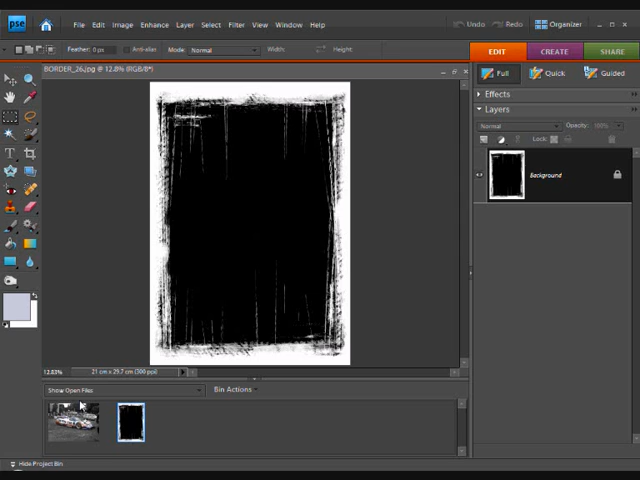 pse
File Edit Image Enhance Layer Select Filter View Window Help
Undo Redo Organizer
Feather: 0 px Anti-alias Mode: Normal Width: Height:
EDIT CREATE SHARE
BORDER_26.jpg @ 12.8% (RGB/8*)
Full Quick Guided
Effects
Layers
Normal Opacity: 100%
Lock:
Background
12.83% 21 cm x 29.7 cm (300 ppi)
Show Open Files Bin Actions
Hide Project Bin